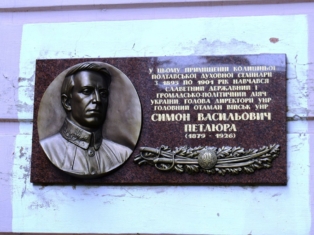 У ЦЬОМУ ПРИМІЩЕННІ КОЛИШНЬОЇ
ПОЛТАВСЬКОЇ ДУХОВНОЇ СЕМІНАРІЇ
З 1895 ПО 1901 РІК НАВЧАВСЯ
СЛАВЕТНИЙ ДЕРЖАВНИЙ І
ГРОМАДСЬКО-ПОЛІТИЧНИЙ ДІЯЧ
УКРАЇНИ, ГОЛОВА ДИРЕКТОРІЇ УНР
ГОЛОВНИЙ ОТАМАН ВІЙСЬК УНР
СИМОН ВАСИЛЬОВИЧ
ПЕТЛЮРА
(1879 - 1926)